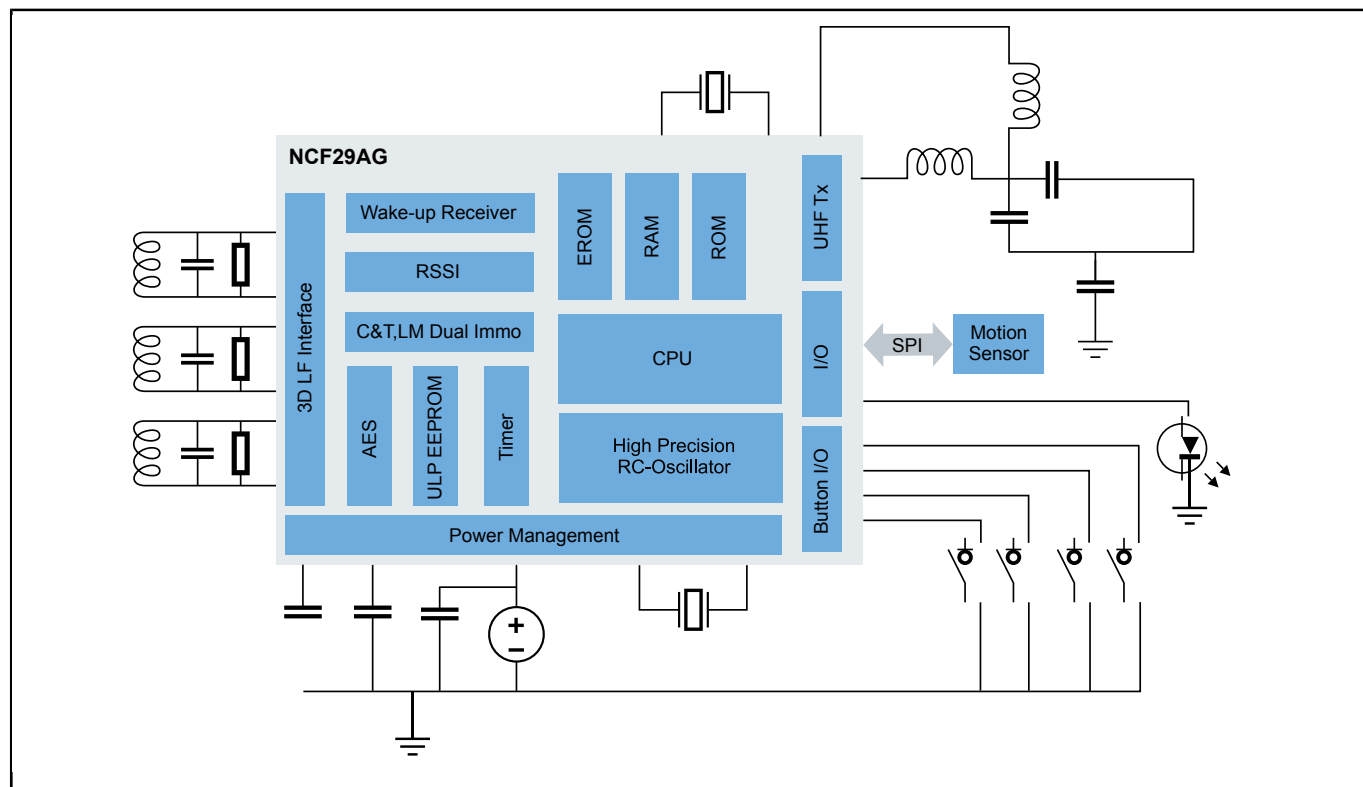 NCF29AG
3D LF Interface
Wake-up Receiver
RSSI
C&T,LM Dual Immo
AES
ULP EEPROM
Timer
EROM
RAM
ROM
CPU
High Precision
RC-Oscillator
Power Management
UHF Tx
I/O
Button I/O
SPI
Motion
Sensor
+
−